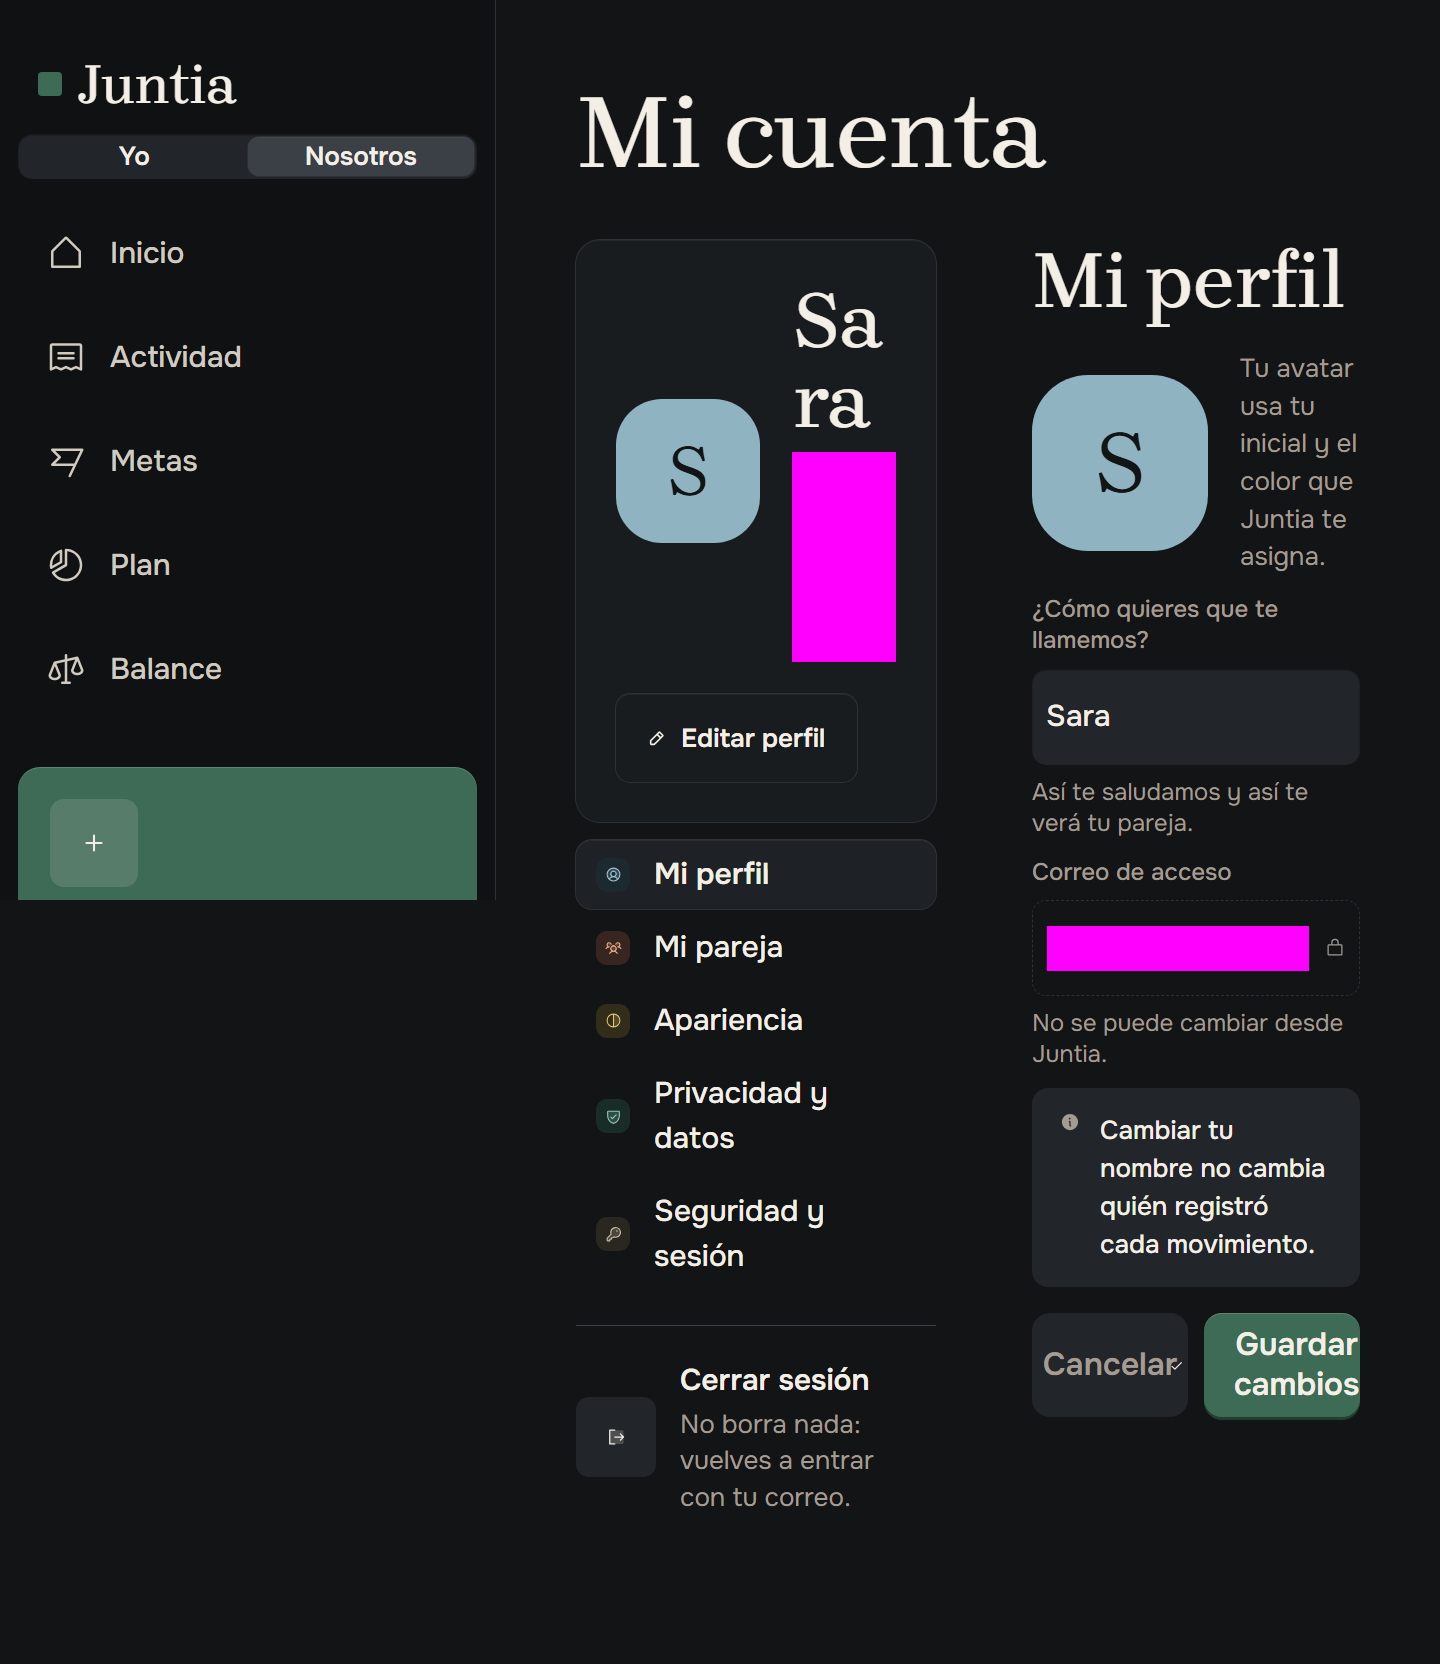 Juntia
Yo
Nosotros
Inicio
Actividad
Metas
Plan
Balance
Mi cuenta
S
Sa
ra
Editar perfil
Mi perfil
Mi pareja
Apariencia
Privacidad y
datos
Seguridad y
sesión
Cerrar sesión
No borra nada:
vuelves a entrar
con tu correo.
Mi perfil
S
Tu avatar
usa tu
inicial y el
color que
Juntia te
asigna.
¿Cómo quieres que te
llamemos?
Sara
Así te saludamos y así te
verá tu pareja.
Correo de acceso
No se puede cambiar desde
Juntia.
Cambiar tu
nombre no cambia
quién registró
cada movimiento.
Cancelar
Guardar
cambios